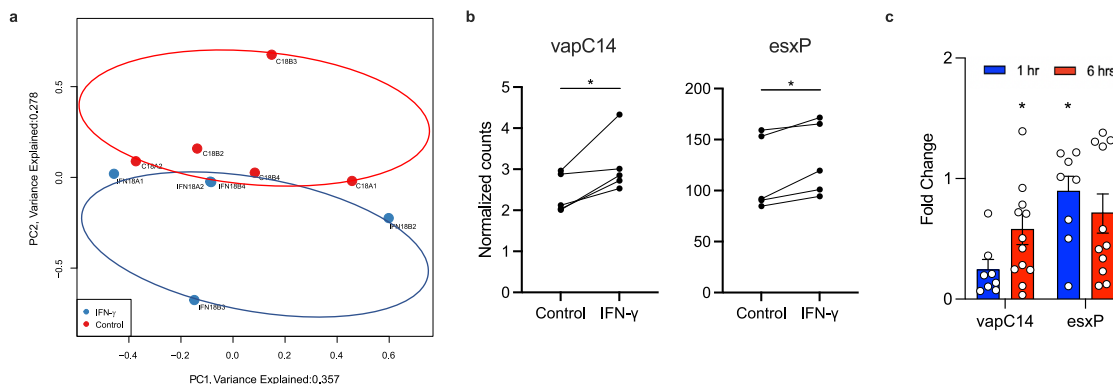 a
PC2, Variance Explained:0.278
0.5
0.0
−0.5
C18B3
C18A2
C18B2
C18B4
C18A1
IFN18A1
IFN18A2
IFN18B4
IFN18B2
IFN18B3
IFN-γ
Control
−0.4
−0.2
0.0
0.2
0.4
0.6
PC1, Variance Explained:0.357
b
vapC14
Normalized counts
5
4
3
2
1
0
*
Control
IFN-γ
esxP
200
150
100
50
0
*
Control
IFN-γ
c
Fold Change
2
1
0
1 hr
6 hrs
*
*
vapC14
esxP